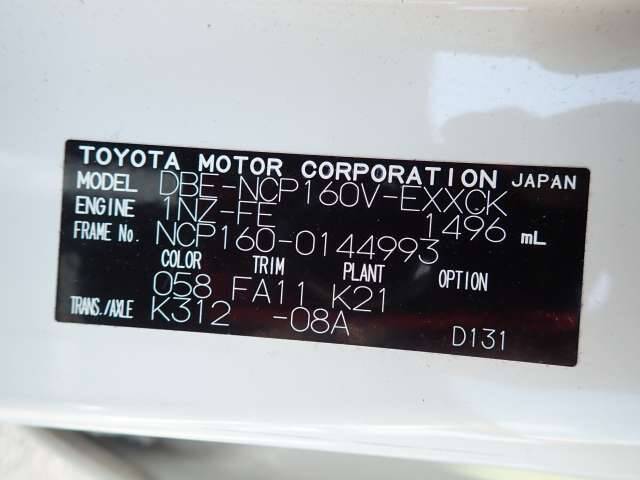 TOYOTA MOTOR CORPORATION JAPAN
MODEL DBE-NCP160V-EXXCK
ENGINE 1NZ-FE 1496 mL
FRAME No. NCP160-0144993
COLOR TRIM PLANT OPTION
058 FA11 K21
TRANS./AXLE K312 -08A
D131